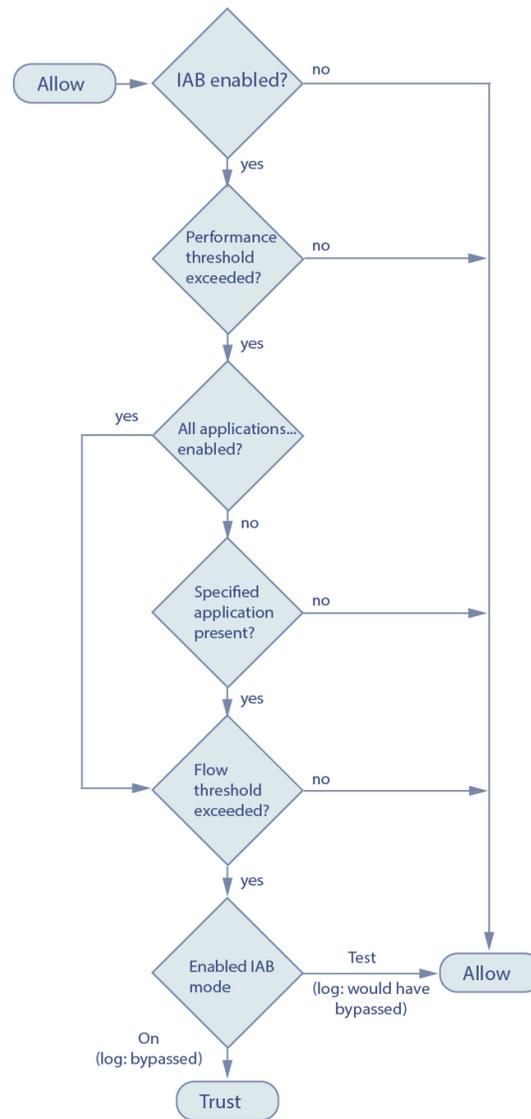 Allow
IAB enabled?
no
yes
Performance
threshold
exceeded?
no
yes
All applications...
enabled?
yes
no
Specified
application
present?
no
yes
Flow
threshold
exceeded?
no
yes
Enabled IAB
mode
Test
(log: would have
bypassed)
Allow
On
(log: bypassed)
Trust